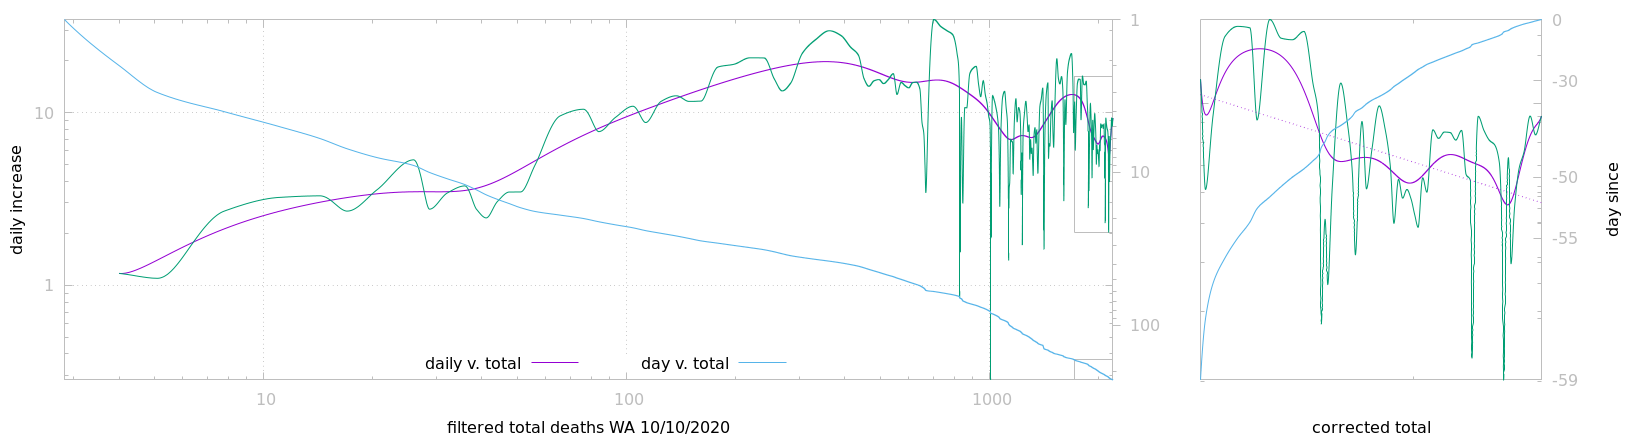 daily increase
10
1
daily v. total
day v. total
10
100
1000
filtered total deaths WA 10/10/2020
1
10
100
0
-30
-50
-55
-59
day since
corrected total